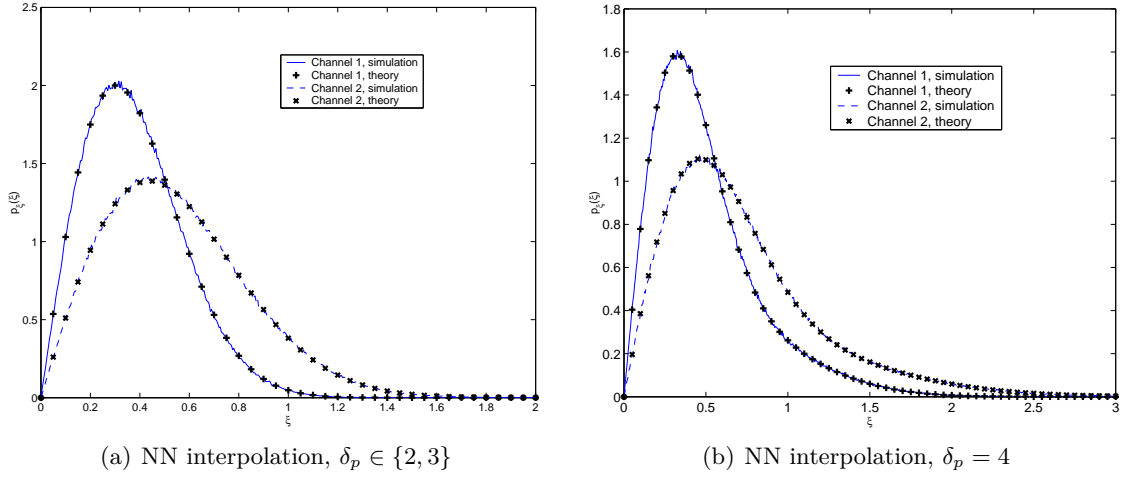 2.5
2
1.5
1
0.5
0
p_ξ(ξ)
Channel 1, simulation
Channel 1, theory
Channel 2, simulation
Channel 2, theory
0 0.2 0.4 0.6 0.8 1 1.2 1.4 1.6 1.8 2
ξ
(a) NN interpolation, δ_p ∈ {2, 3}
1.8
1.6
1.4
1.2
1
0.8
0.6
0.4
0.2
0
p_ξ(ξ)
Channel 1, simulation
Channel 1, theory
Channel 2, simulation
Channel 2, theory
0 0.5 1 1.5 2 2.5 3
ξ
(b) NN interpolation, δ_p = 4